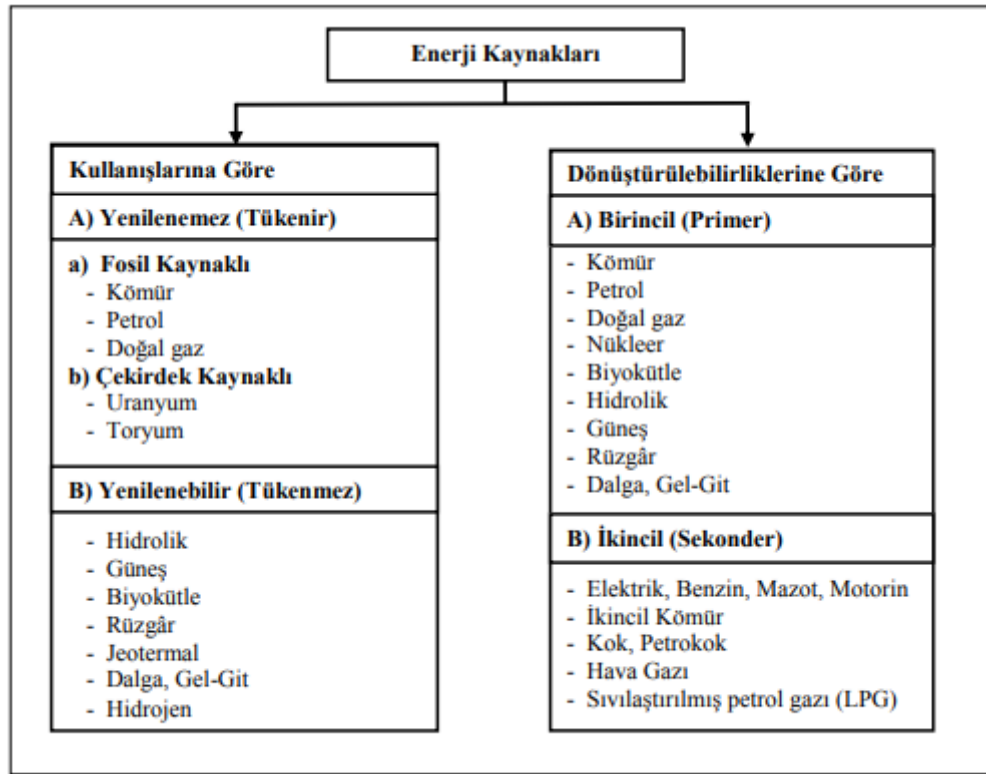 Enerji Kaynakları
Kullanışlarına Göre
A) Yenilenemez (Tükenir)
a) Fosil Kaynaklı
- Kömür
- Petrol
- Doğal gaz
b) Çekirdek Kaynaklı
- Uranyum
- Toryum
B) Yenilenebilir (Tükenmez)
- Hidrolik
- Güneş
- Biyokütle
- Rüzgâr
- Jeotermal
- Dalga, Gel-Git
- Hidrojen
Dönüştürülebilirliklerine Göre
A) Birincil (Primer)
- Kömür
- Petrol
- Doğal gaz
- Nükleer
- Biyokütle
- Hidrolik
- Güneş
- Rüzgâr
- Dalga, Gel-Git
B) İkincil (Sekonder)
- Elektrik, Benzin, Mazot, Motorin
- İkincil Kömür
- Kok, Petrokok
- Hava Gazı
- Sıvılaştırılmış petrol gazı (LPG)